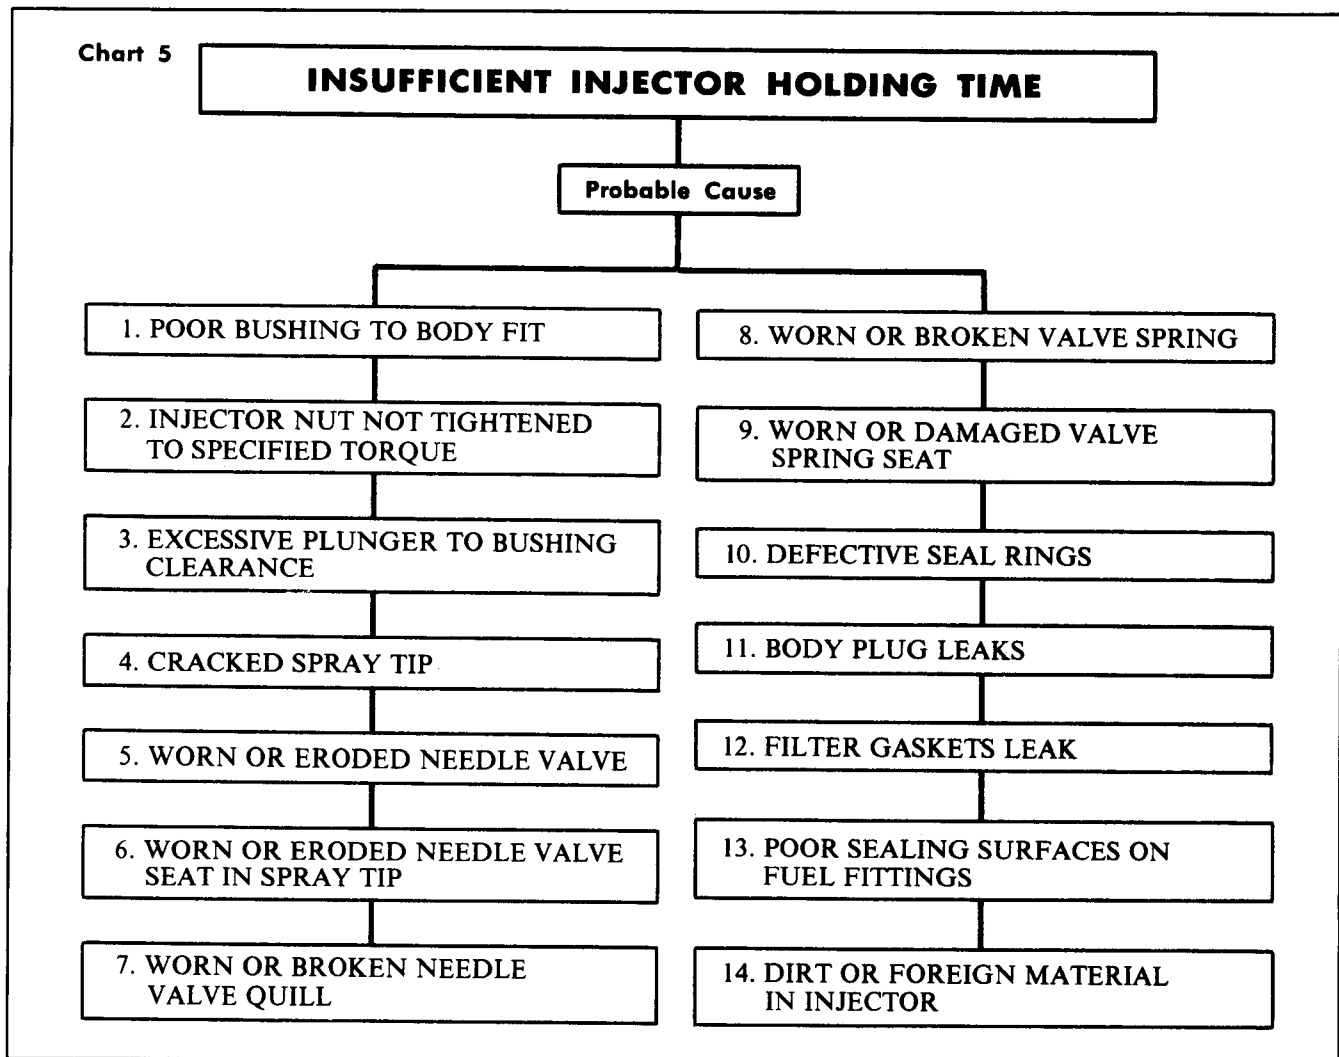 Chart 5
INSUFFICIENT INJECTOR HOLDING TIME
Probable Cause
1. POOR BUSHING TO BODY FIT
2. INJECTOR NUT NOT TIGHTENED
TO SPECIFIED TORQUE
3. EXCESSIVE PLUNGER TO BUSHING
CLEARANCE
4. CRACKED SPRAY TIP
5. WORN OR ERODED NEEDLE VALVE
6. WORN OR ERODED NEEDLE VALVE
SEAT IN SPRAY TIP
7. WORN OR BROKEN NEEDLE
VALVE QUILL
8. WORN OR BROKEN VALVE SPRING
9. WORN OR DAMAGED VALVE
SPRING SEAT
10. DEFECTIVE SEAL RINGS
11. BODY PLUG LEAKS
12. FILTER GASKETS LEAK
13. POOR SEALING SURFACES ON
FUEL FITTINGS
14. DIRT OR FOREIGN MATERIAL
IN INJECTOR